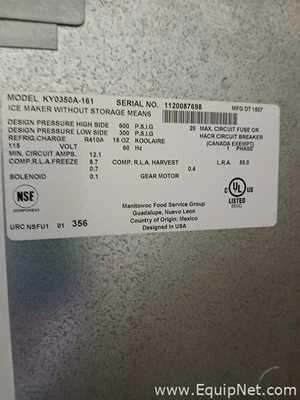 MODEL KY0350A-161 SERIAL NO. 1120087698 MFG DT 1807
ICE MAKER WITHOUT STORAGE MEANS
DESIGN PRESSURE HIGH SIDE 600 P.S.I.G 20 MAX. CIRCUIT FUSE OR
DESIGN PRESSURE LOW SIDE 300 P.S.I.G HACR CIRCUIT BREAKER
REFRIG.CHARGE R410A 18 OZ KOOLAIRE (CANADA EXEMPT)
115 VOLT 60 Hz 1 PHASE
MIN. CIRCUIT AMPS. 12.1
COMP.R.L.A.FREEZE 8.7 COMP. R.L.A. HARVEST L.R.A.
0.7 0.4
SOLENOID 0.1 GEAR MOTOR
NSF
C UL US
LISTED
Manitowoc Food Service Group
Guadalupe, Nuevo Leon
Country of Origin: Mexico
Designed in USA
URC NSFU1 01 356
www.EquipNet.com